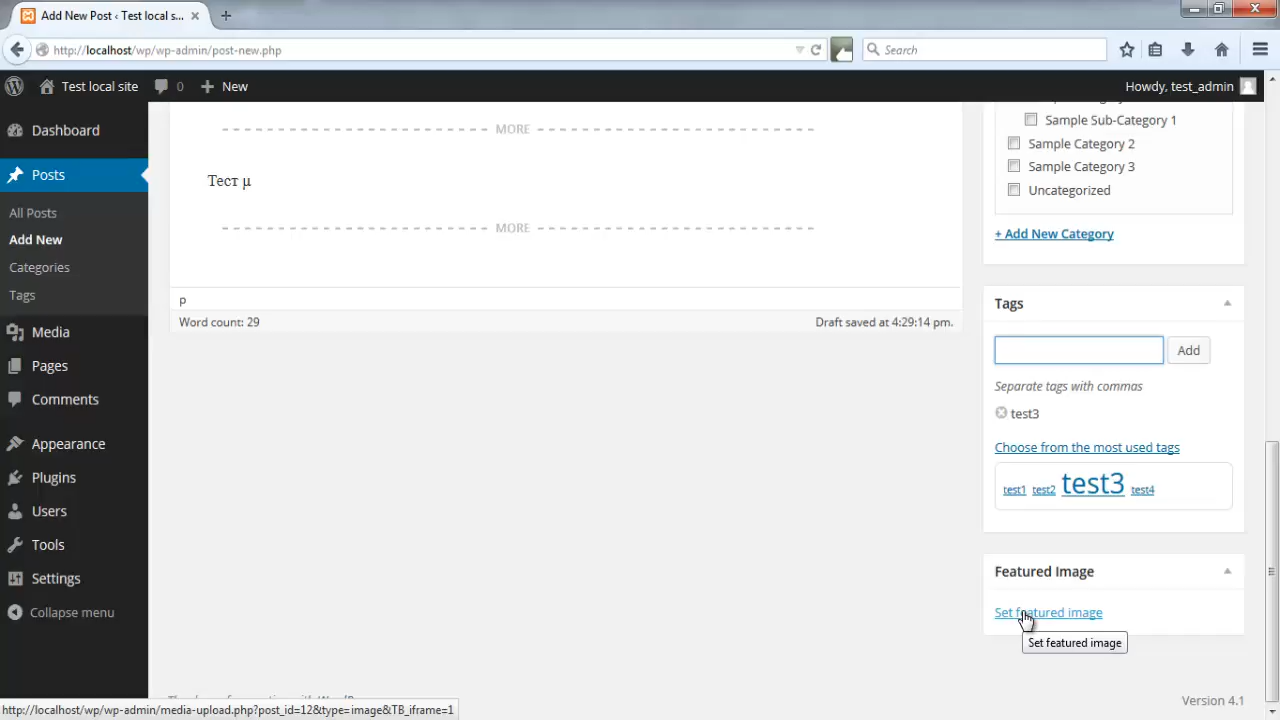 Add New Post ‹ Test local s...
http://localhost/wp/wp-admin/post-new.php
Search
Test local site
0
New
Howdy, test_admin
Dashboard
Posts
All Posts
Add New
Categories
Tags
Media
Pages
Comments
Appearance
Plugins
Users
Tools
Settings
Collapse menu
MORE
Тест µ
MORE
p
Word count: 29
Draft saved at 4:29:14 pm.
Sample Sub-Category 1
Sample Category 2
Sample Category 3
Uncategorized
+ Add New Category
Tags
Add
Separate tags with commas
test3
Choose from the most used tags
test1 test2 test3 test4
Featured Image
Set featured image
Set featured image
Version 4.1
http://localhost/wp/wp-admin/media-upload.php?post_id=12&type=image&TB_iframe=1